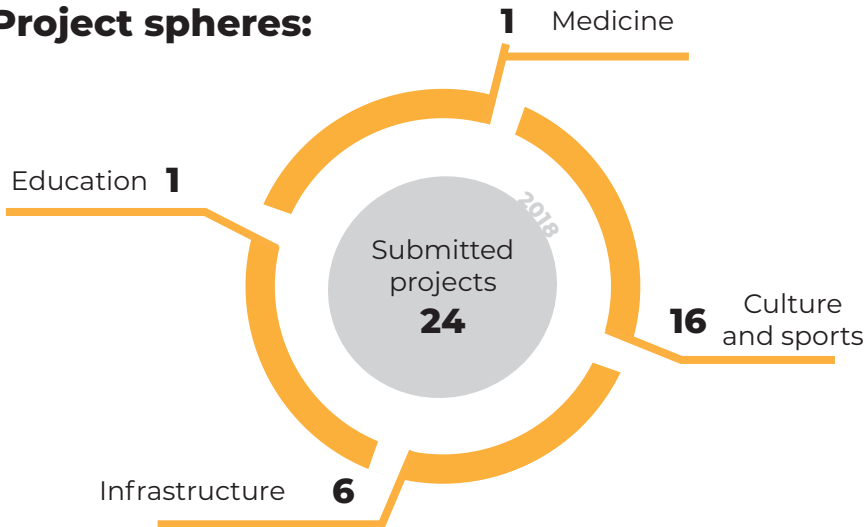 Project spheres:
1 Medicine
Education 1
2018
Submitted
projects
24
16 Culture
and sports
Infrastructure 6